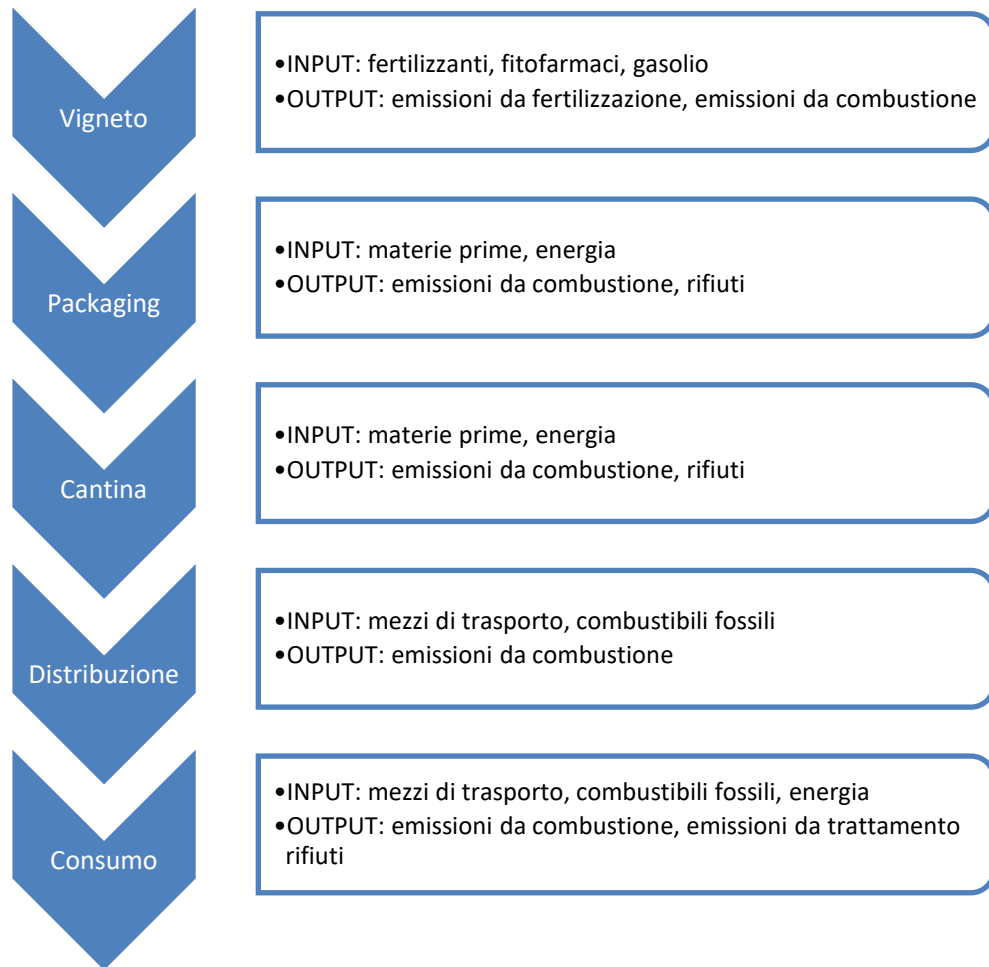 Vigneto
•INPUT: fertilizzanti, fitofarmaci, gasolio
•OUTPUT: emissioni da fertilizzazione, emissioni da combustione
Packaging
•INPUT: materie prime, energia
•OUTPUT: emissioni da combustione, rifiuti
Cantina
•INPUT: materie prime, energia
•OUTPUT: emissioni da combustione, rifiuti
Distribuzione
•INPUT: mezzi di trasporto, combustibili fossili
•OUTPUT: emissioni da combustione
Consumo
•INPUT: mezzi di trasporto, combustibili fossili, energia
•OUTPUT: emissioni da combustione, emissioni da trattamento
rifiuti